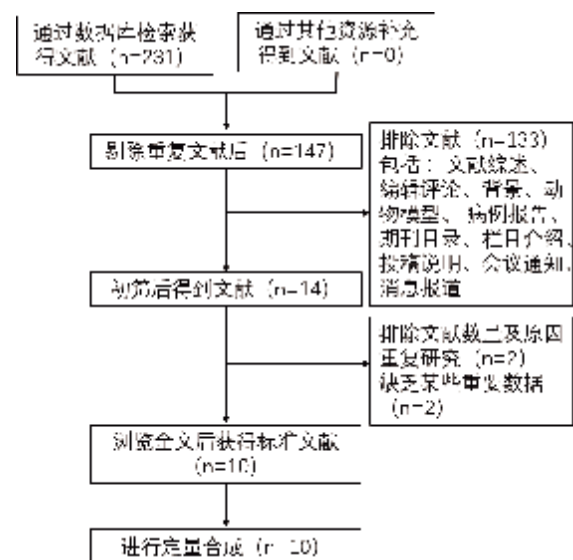 通过数据库检索获
得文献 (n=231)
通过其他资源补充
得到文献 (n=0)
剔除重复文献后 (n=147)
排除文献 (n=133)
包括：文献综述、
编辑评论、背景、动
物模型、病例报告、
期刊目录、栏目介绍、
投稿说明、会议通知、
消息报道
初筛后得到文献 (n=14)
排除文献数量及原因
重复研究 (n=2)
缺乏某些重要数据
(n=2)
浏览全文后获得标准文献
(n=10)
进行定量合成 (n=10)